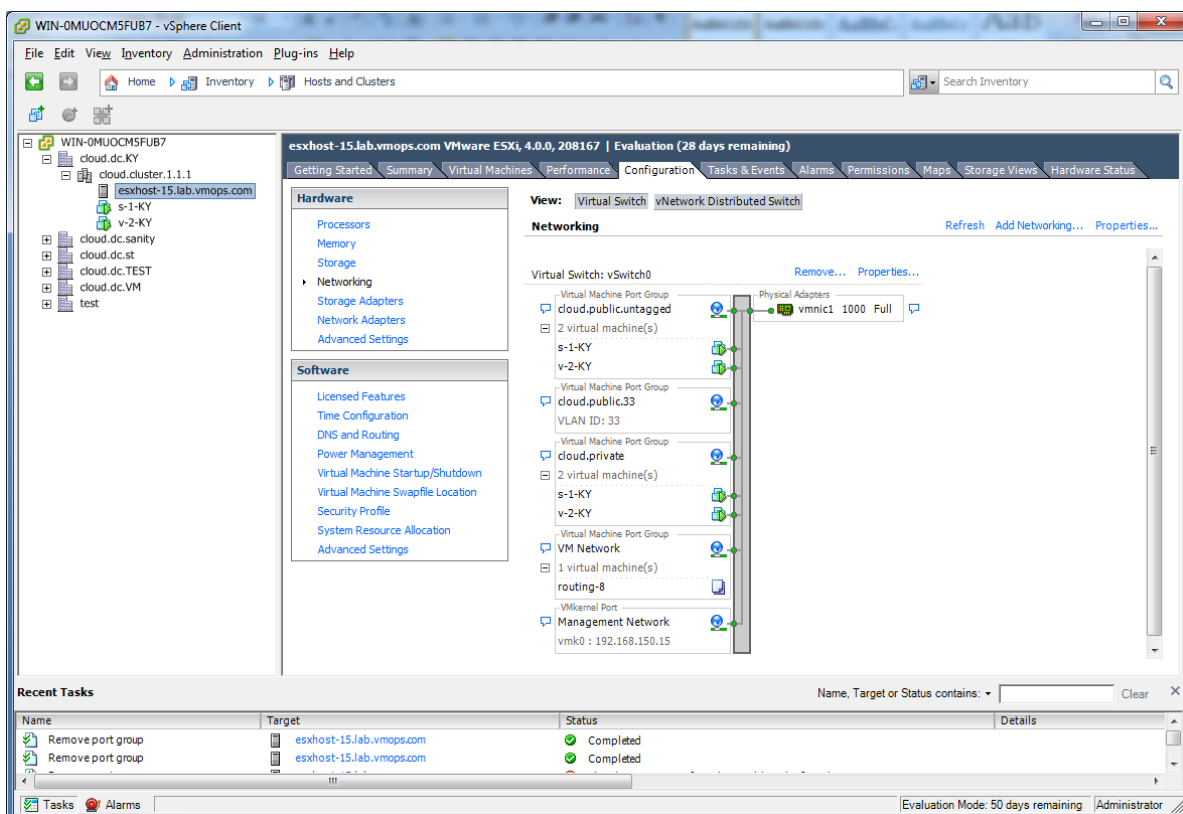 WIN-0MUOCM5FUB7 - vSphere Client
File Edit View Inventory Administration Plug-ins Help
Home Inventory Hosts and Clusters
Search Inventory
WIN-0MUOCM5FUB7
cloud.dc.KY
cloud.cluster.1.1.1
esxhost-15.lab.vmops.com
s-1-KY
v-2-KY
cloud.dc.sanity
cloud.dc.st
cloud.dc.TEST
cloud.dc.VM
test
esxhost-15.lab.vmops.com VMware ESXi, 4.0.0, 208167 | Evaluation (28 days remaining)
Getting Started Summary Virtual Machines Performance Configuration Tasks & Events Alarms Permissions Maps Storage Views Hardware Status
Hardware
Processors
Memory
Storage
Networking
Storage Adapters
Network Adapters
Advanced Settings
Software
Licensed Features
Time Configuration
DNS and Routing
Power Management
Virtual Machine Startup/Shutdown
Virtual Machine Swapfile Location
Security Profile
System Resource Allocation
Advanced Settings
View: Virtual Switch vNetwork Distributed Switch
Networking
Refresh Add Networking... Properties...
Virtual Switch: vSwitch0
Remove... Properties...
Virtual Machine Port Group
cloud.public.untagged
2 virtual machine(s)
s-1-KY
v-2-KY
Physical Adapters
vmnic1 1000 Full
Virtual Machine Port Group
cloud.public.33
VLAN ID: 33
Virtual Machine Port Group
cloud.private
2 virtual machine(s)
s-1-KY
v-2-KY
Virtual Machine Port Group
VM Network
1 virtual machine(s)
routing-8
VMkernel Port
Management Network
vmk0 : 192.168.150.15
Recent Tasks
Name, Target or Status contains:
Clear
Name Target Status Details
Remove port group esxhost-15.lab.vmops.com Completed
Remove port group esxhost-15.lab.vmops.com Completed
Tasks Alarms
Evaluation Mode: 50 days remaining Administrator